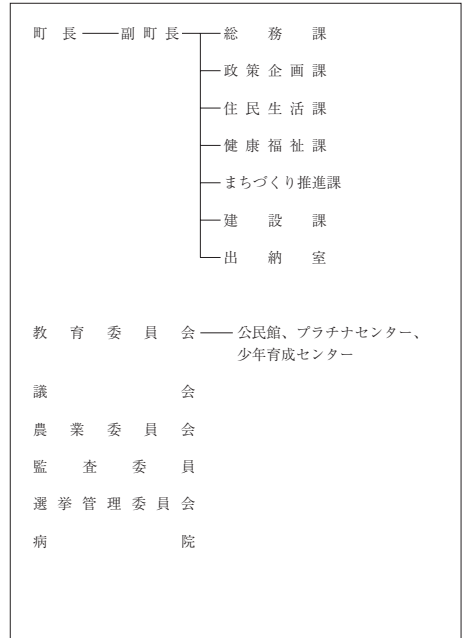 町長 副町長 総務課
政策企画課
住民生活課
健康福祉課
まちづくり推進課
建設課
出納室
教育委員会 公民館、プラチナセンター、
少年育成センター
議会
農業委員会
監査委員
選挙管理委員会
病院